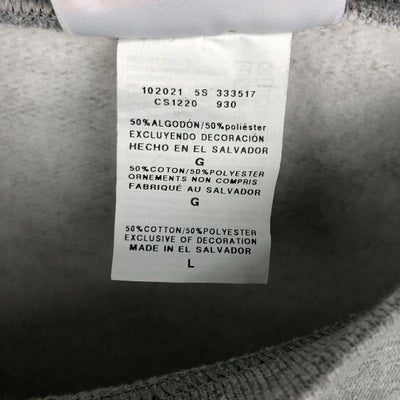 102021 5S 333517
CS1220 930
50%ALGODÓN/50%poliéster
EXCLUYENDO DECORACIÓN
HECHO EN EL SALVADOR
G
50%COTON/50%POLYESTER
ORNEMENTS NON COMPRIS
FABRIQUÉ AU SALVADOR
G
50%COTTON/50%POLYESTER
EXCLUSIVE OF DECORATION
MADE IN EL SALVADOR
L